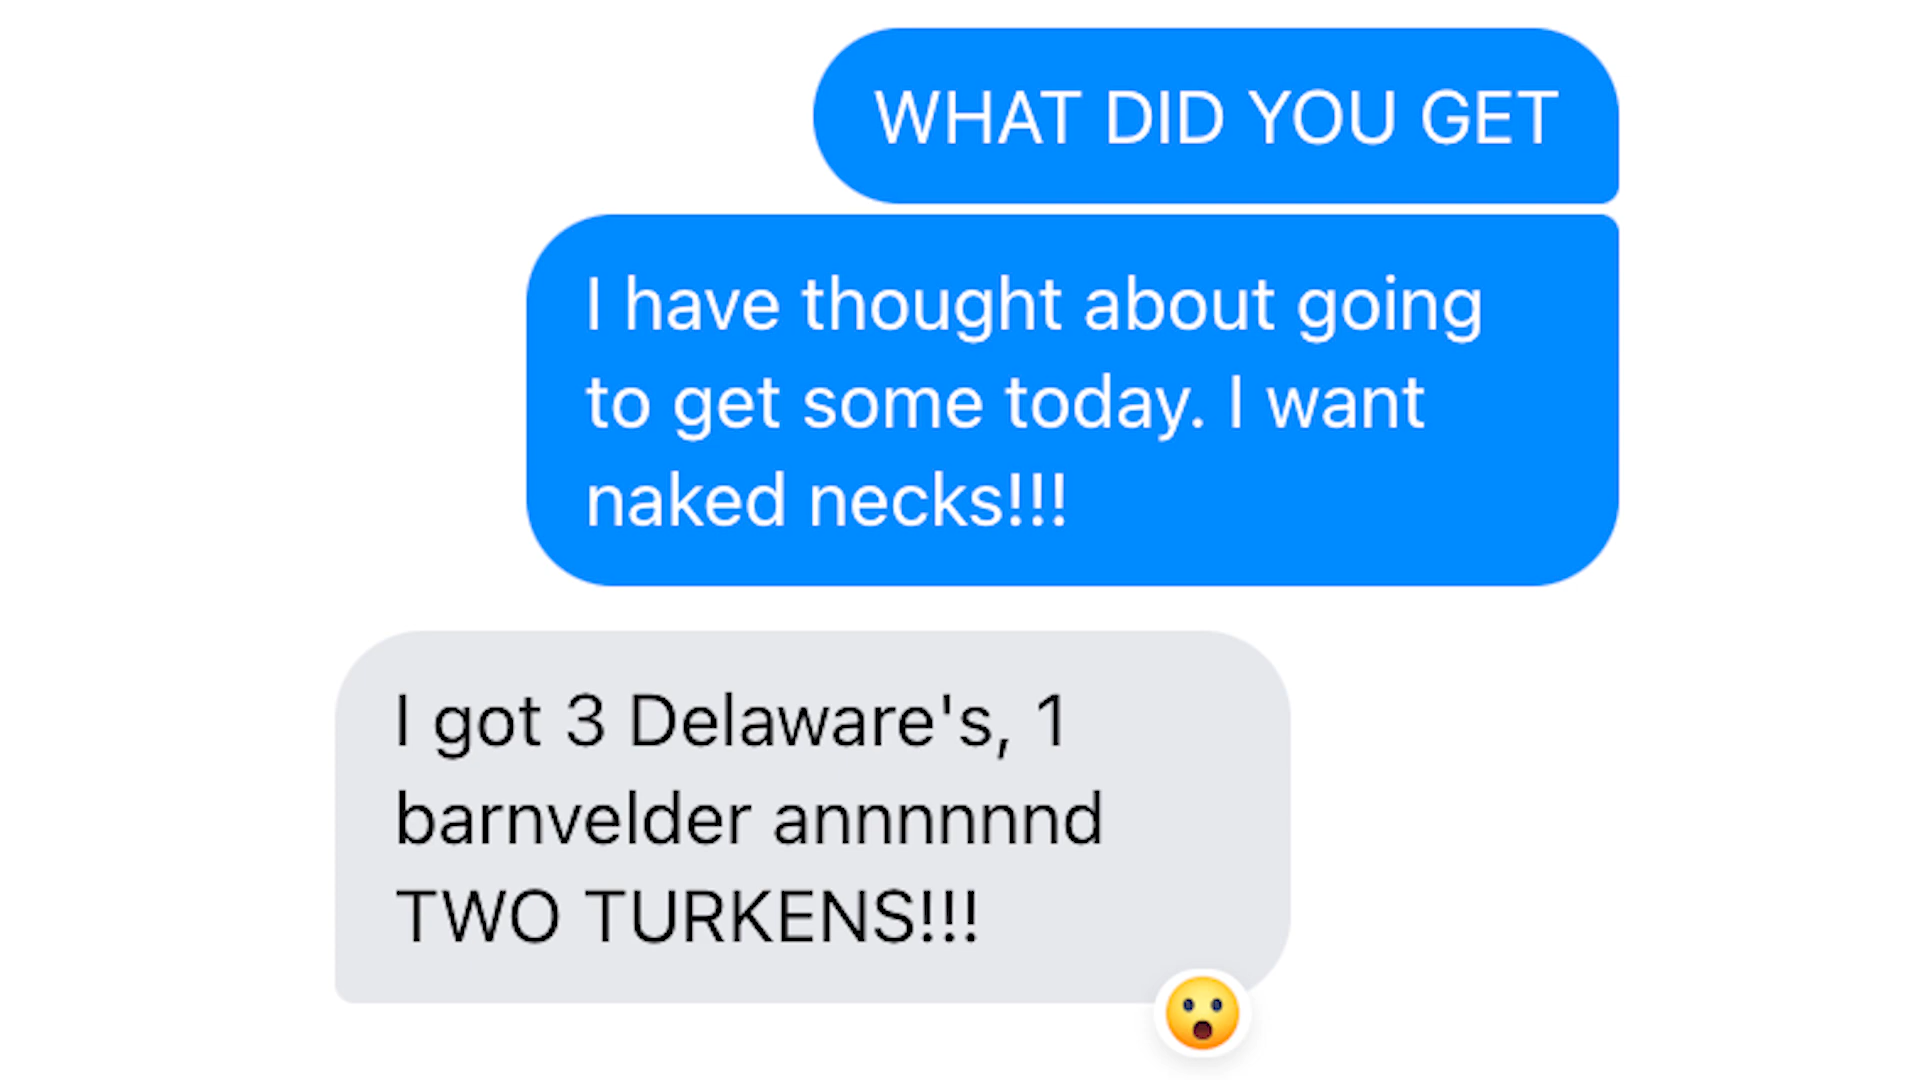 WHAT DID YOU GET
I have thought about going
to get some today. I want
naked necks!!!
I got 3 Delaware's, 1
barnvelder annnnnnd
TWO TURKENS!!!